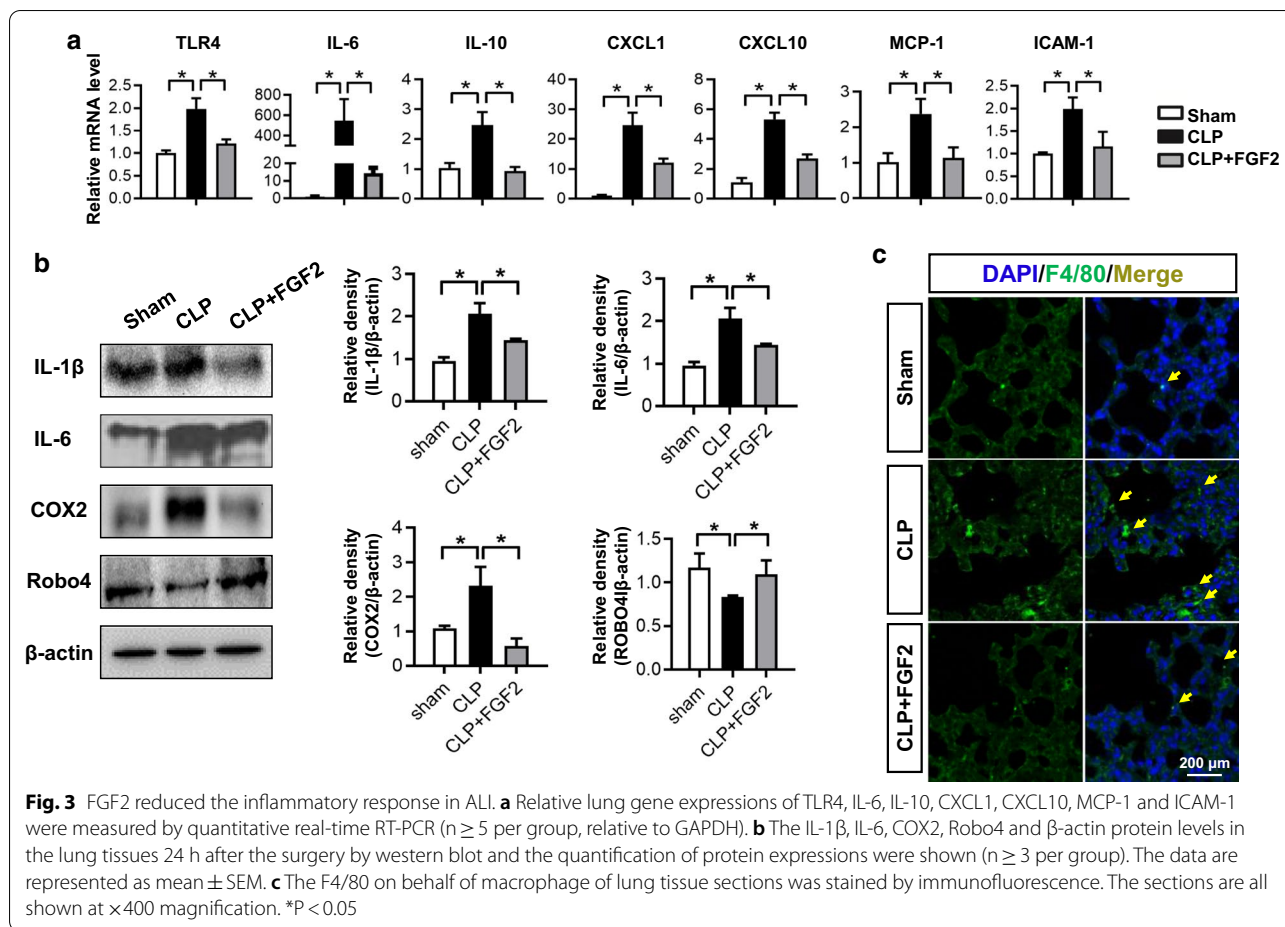 a
TLR4
IL-6
IL-10
CXCL1
CXCL10
MCP-1
ICAM-1
Relative mRNA level
2.5
2.0
1.5
1.0
0.5
0.0
* *
800
600
400
200
20
10
0
* *
4
3
2
1
0
* *
40
30
20
10
0
* *
8
6
4
2
0
* *
3
2
1
0
* *
2.5
2.0
1.5
1.0
0.5
0.0
* *
Sham
CLP
CLP+FGF2
b
Sham
CLP
CLP+FGF2
IL-1β
IL-6
COX2
Robo4
β-actin
Relative density
(IL-1β/β-actin)
3
2
1
0
* *
sham
CLP
CLP+FGF2
Relative density
(IL-6/β-actin)
3
2
1
0
* *
sham
CLP
CLP+FGF2
Relative density
(COX2/β-actin)
3
2
1
0
* *
sham
CLP
CLP+FGF2
Relative density
(ROBO4lβ-actin)
1.5
1.0
0.5
0.0
* *
sham
CLP
CLP+FGF2
c
DAPI/F4/80/Merge
Sham
CLP
CLP+FGF2
200 μm
Fig. 3 FGF2 reduced the inflammatory response in ALI. a Relative lung gene expressions of TLR4, IL-6, IL-10, CXCL1, CXCL10, MCP-1 and ICAM-1
were measured by quantitative real-time RT-PCR (n ≥ 5 per group, relative to GAPDH). b The IL-1β, IL-6, COX2, Robo4 and β-actin protein levels in
the lung tissues 24 h after the surgery by western blot and the quantification of protein expressions were shown (n ≥ 3 per group). The data are
represented as mean ± SEM. c The F4/80 on behalf of macrophage of lung tissue sections was stained by immunofluorescence. The sections are all
shown at ×400 magnification. *P < 0.05